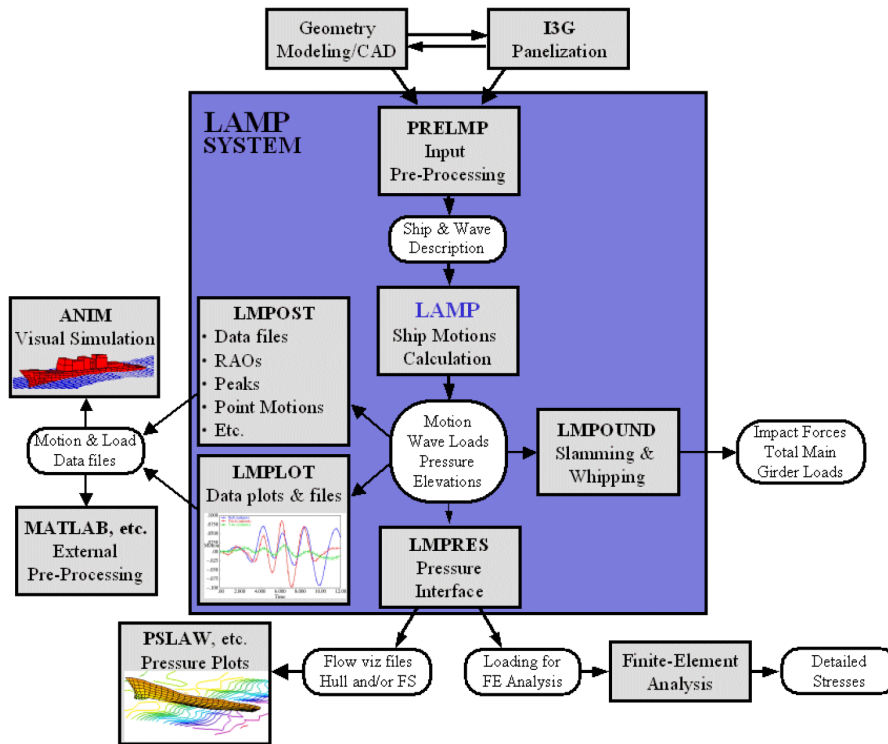 Geometry
Modeling/CAD
I3G
Panelization
LAMP
SYSTEM
PRELMP
Input
Pre-Processing
Ship & Wave
Description
LAMP
Ship Motions
Calculation
ANIM
Visual Simulation
LMPOST
• Data files
• RAOs
• Peaks
• Point Motions
• Etc.
Motion
Wave Loads
Pressure
Elevations
LMPOUND
Slamming &
Whipping
Impact Forces
Total Main
Girder Loads
Motion & Load
Data files
LMPLOT
Data plots & files
Time
MATLAB, etc.
External
Pre-Processing
LMPRES
Pressure
Interface
PSLAW, etc.
Pressure Plots
Flow viz files
Hull and/or FS
Loading for
FE Analysis
Finite-Element
Analysis
Detailed
Stresses